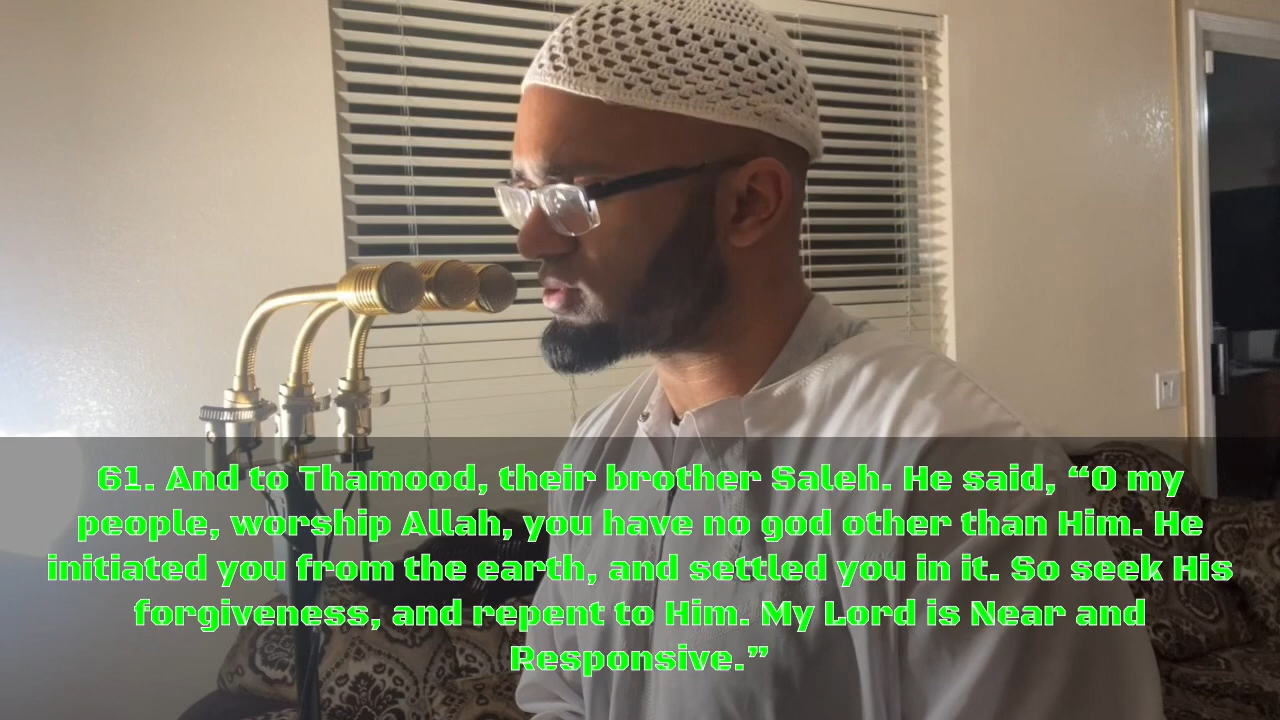 61. And to Thamood, their brother Saleh. He said, “O my
people, worship Allah, you have no god other than Him. He
initiated you from the earth, and settled you in it. So seek His
forgiveness, and repent to Him. My Lord is Near and
Responsive.”